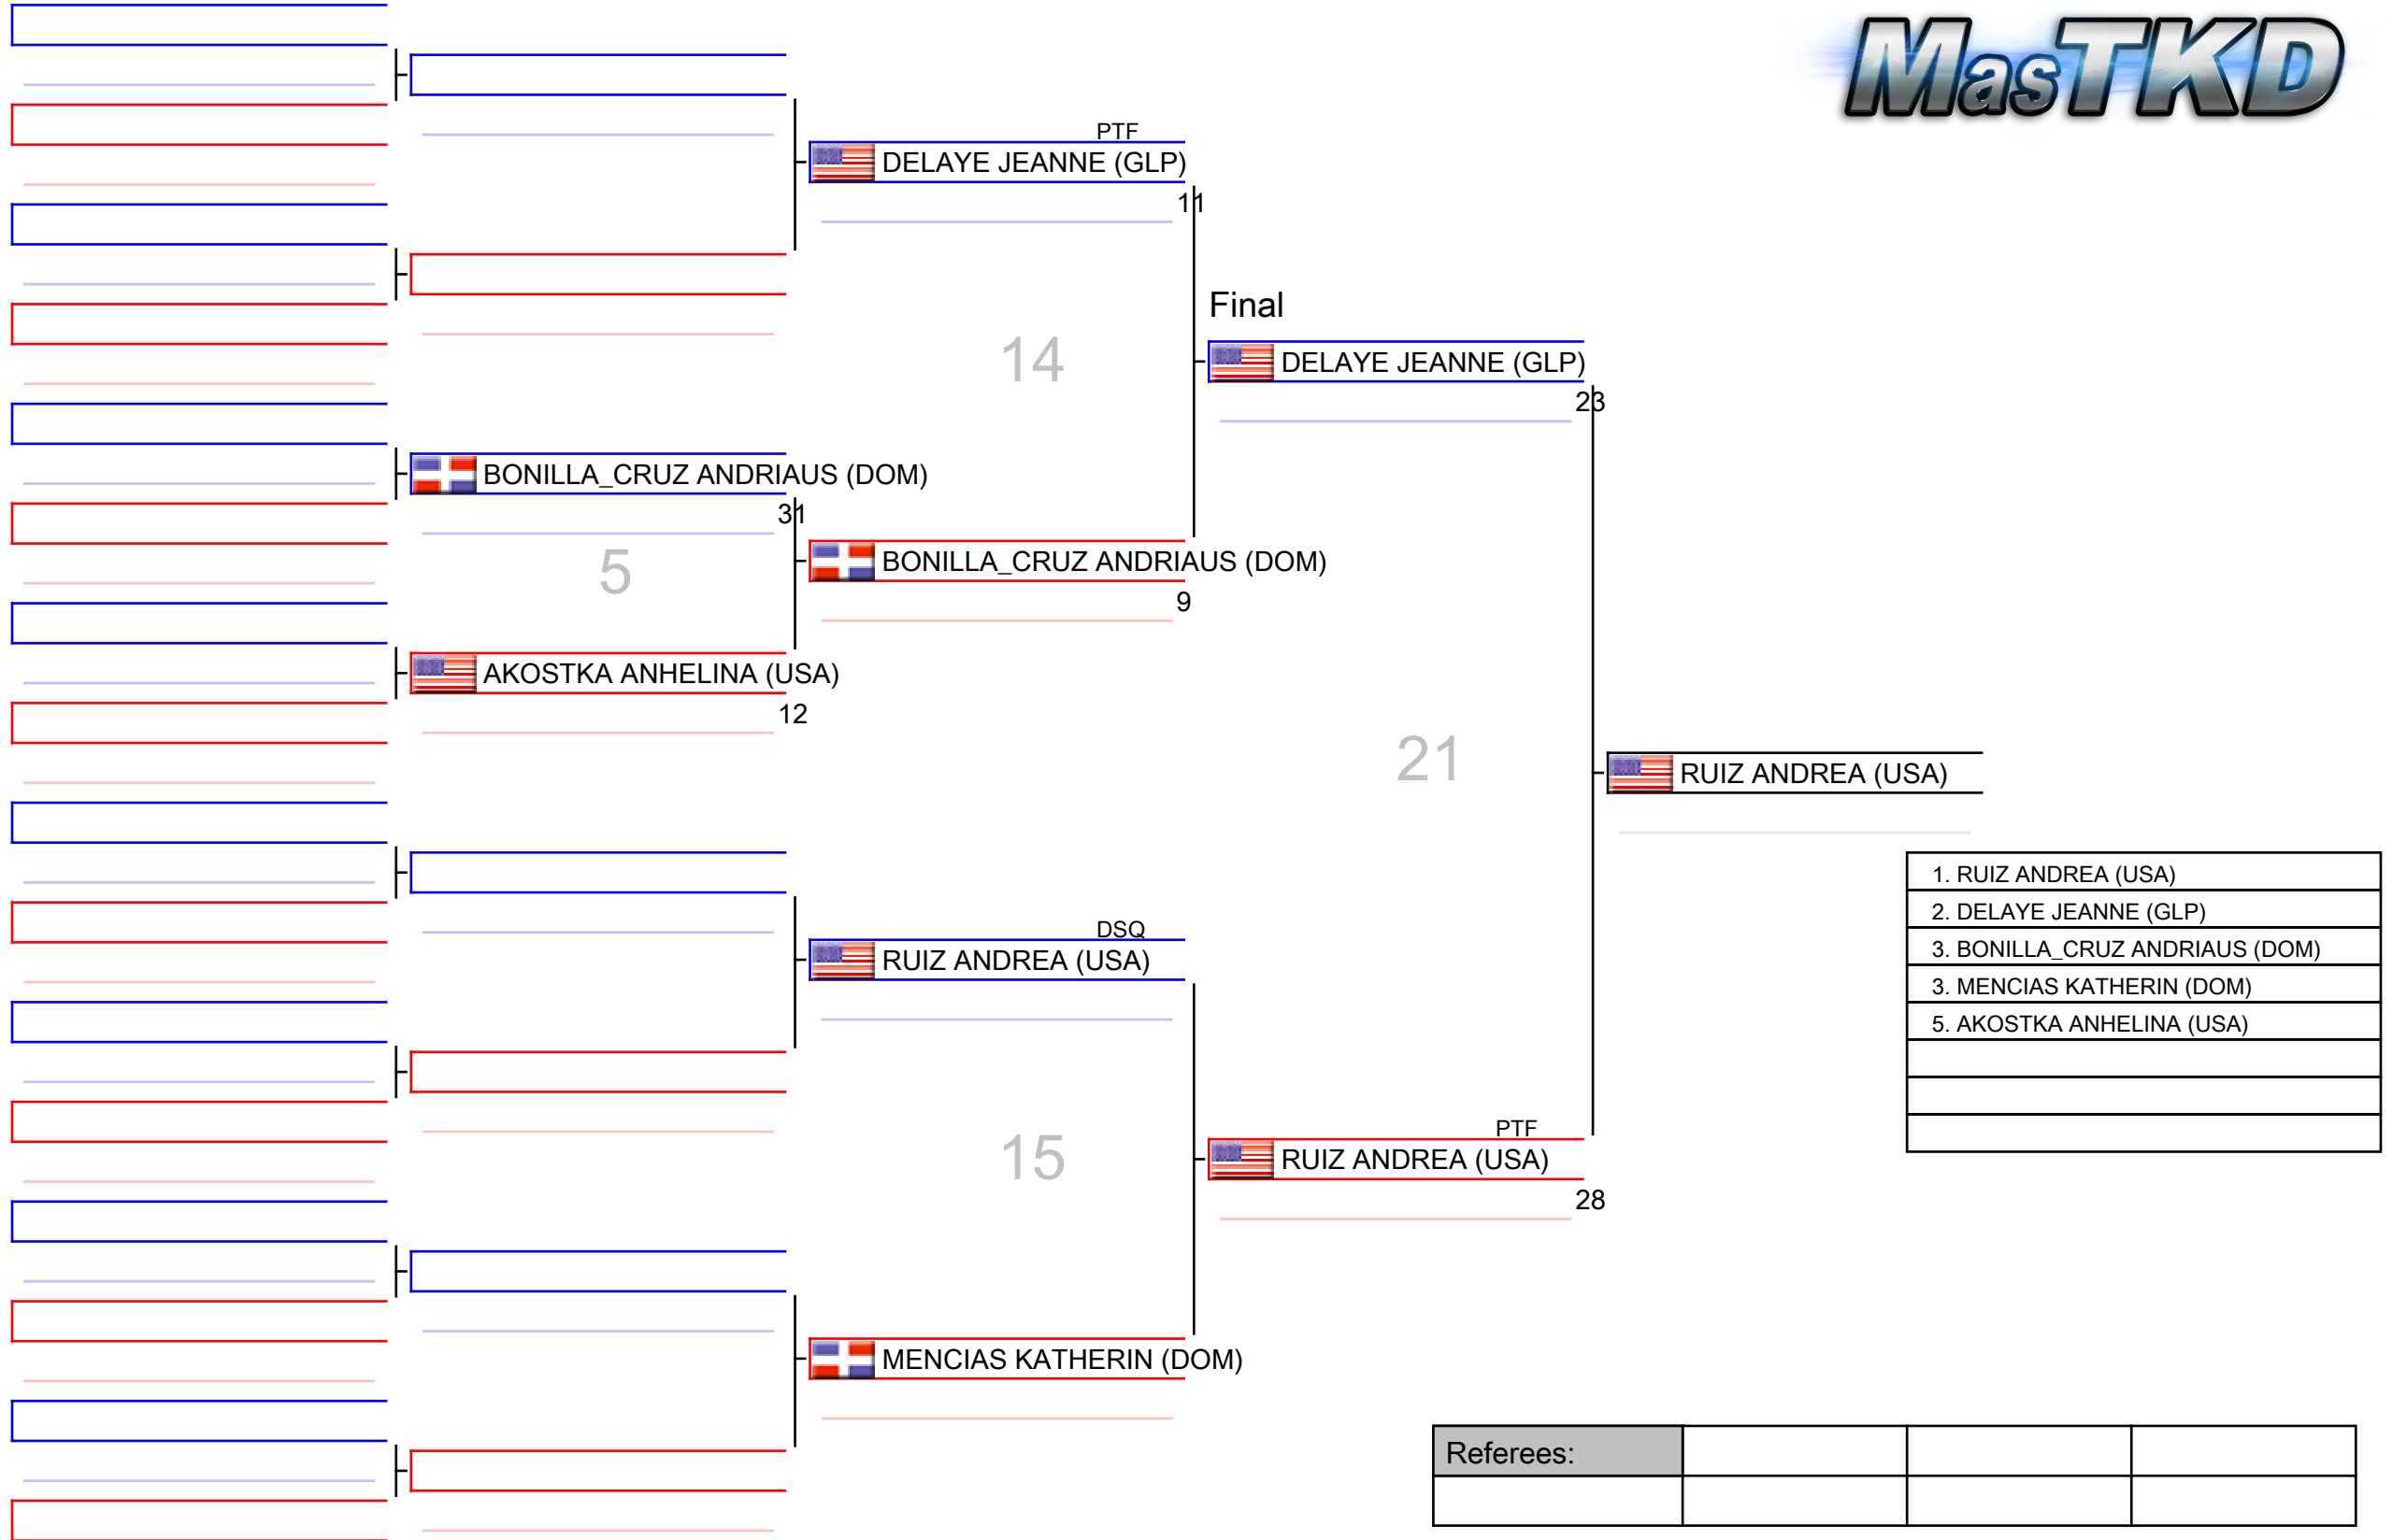 MasTKD
PTF
DELAYE JEANNE (GLP)
11
Final
14
DELAYE JEANNE (GLP)
23
BONILLA_CRUZ ANDRIAUS (DOM)
31
5
BONILLA_CRUZ ANDRIAUS (DOM)
9
AKOSTKA ANHELINA (USA)
12
21
RUIZ ANDREA (USA)
1. RUIZ ANDREA (USA)
2. DELAYE JEANNE (GLP)
3. BONILLA_CRUZ ANDRIAUS (DOM)
3. MENCIAS KATHERIN (DOM)
5. AKOSTKA ANHELINA (USA)
DSQ
RUIZ ANDREA (USA)
15
PTF
RUIZ ANDREA (USA)
28
MENCIAS KATHERIN (DOM)
Referees: